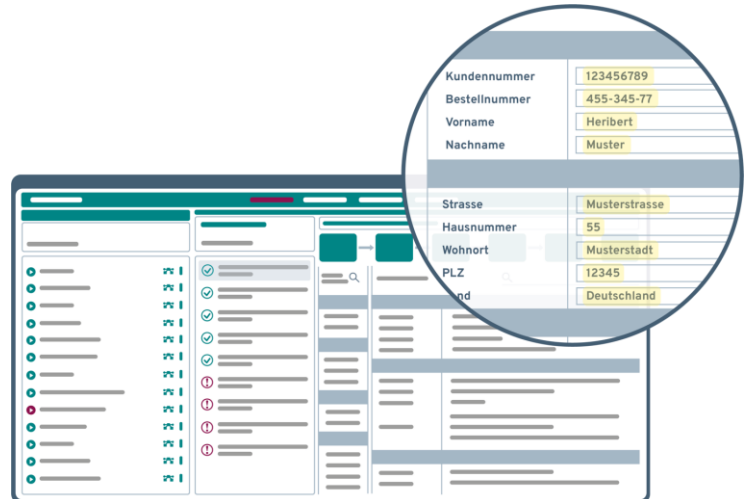 Kundennummer 123456789
Bestellnummer 455-345-77
Vorname Heribert
Nachname Muster
Strasse Musterstrasse
Hausnummer 55
Wohnort Musterstadt
PLZ 12345
nd Deutschland